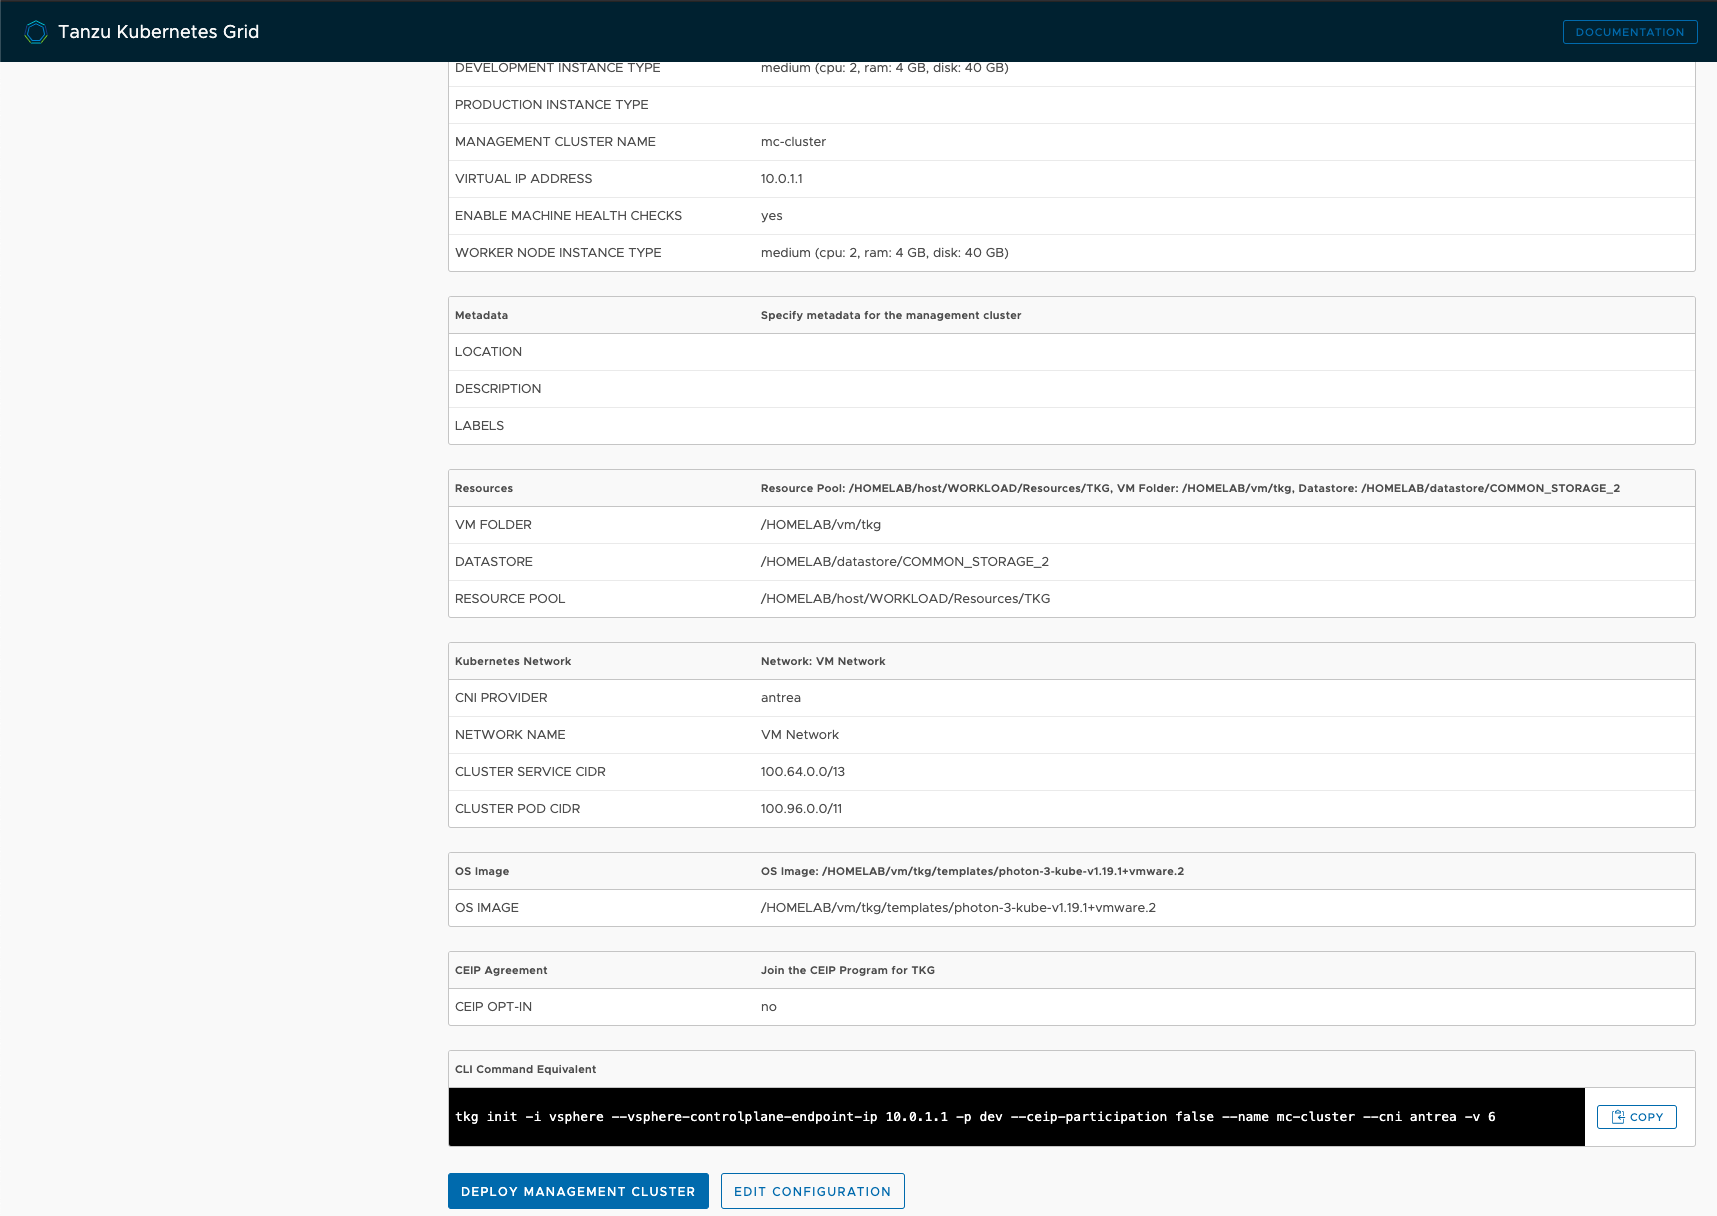 Tanzu Kubernetes Grid
DOCUMENTATION
DEVELOPMENT INSTANCE TYPE medium (cpu: 2, ram: 4 GB, disk: 40 GB)
PRODUCTION INSTANCE TYPE
MANAGEMENT CLUSTER NAME mc-cluster
VIRTUAL IP ADDRESS 10.0.1.1
ENABLE MACHINE HEALTH CHECKS yes
WORKER NODE INSTANCE TYPE medium (cpu: 2, ram: 4 GB, disk: 40 GB)
Metadata Specify metadata for the management cluster
LOCATION
DESCRIPTION
LABELS
Resources Resource Pool: /HOMELAB/host/WORKLOAD/Resources/TKG, VM Folder: /HOMELAB/vm/tkg, Datastore: /HOMELAB/datastore/COMMON_STORAGE_2
VM FOLDER /HOMELAB/vm/tkg
DATASTORE /HOMELAB/datastore/COMMON_STORAGE_2
RESOURCE POOL /HOMELAB/host/WORKLOAD/Resources/TKG
Kubernetes Network Network: VM Network
CNI PROVIDER antrea
NETWORK NAME VM Network
CLUSTER SERVICE CIDR 100.64.0.0/13
CLUSTER POD CIDR 100.96.0.0/11
OS Image OS Image: /HOMELAB/vm/tkg/templates/photon-3-kube-v1.19.1+vmware.2
OS IMAGE /HOMELAB/vm/tkg/templates/photon-3-kube-v1.19.1+vmware.2
CEIP Agreement Join the CEIP Program for TKG
CEIP OPT-IN no
CLI Command Equivalent
tkg init -i vsphere --vsphere-controlplane-endpoint-ip 10.0.1.1 -p dev --ceip-participation false --name mc-cluster --cni antrea -v 6
COPY
DEPLOY MANAGEMENT CLUSTER
EDIT CONFIGURATION